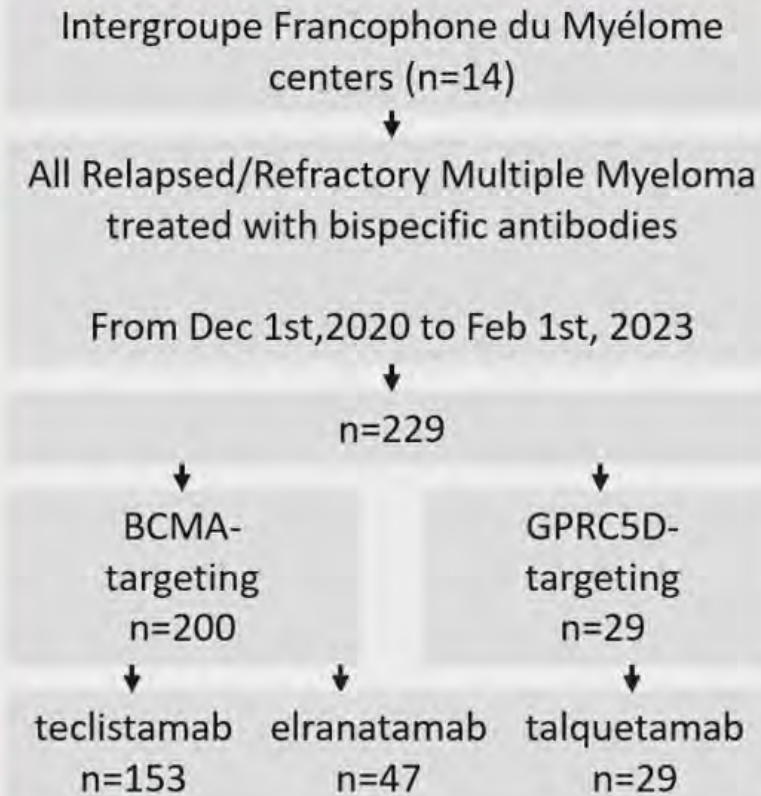 Intergroupe Francophone du Myélome
centers (n=14)
All Relapsed/Refractory Multiple Myeloma
treated with bispecific antibodies
From Dec 1st,2020 to Feb 1st, 2023
n=229
BCMA-
targeting
n=200
GPRC5D-
targeting
n=29
teclistamab
n=153
elranatamab
n=47
talquetamab
n=29